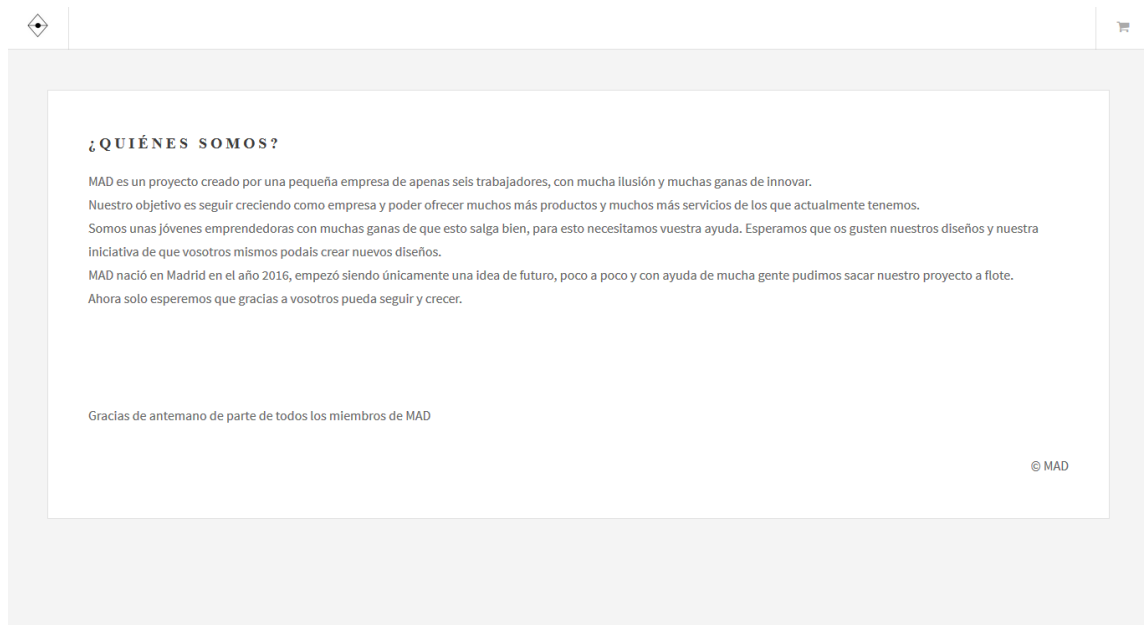 ¿QUIÉNES SOMOS?
MAD es un proyecto creado por una pequeña empresa de apenas seis trabajadores, con mucha ilusión y muchas ganas de innovar.
Nuestro objetivo es seguir creciendo como empresa y poder ofrecer muchos más productos y muchos más servicios de los que actualmente tenemos.
Somos unas jóvenes emprendedoras con muchas ganas de que esto salga bien, para esto necesitamos vuestra ayuda. Esperamos que os gusten nuestros diseños y nuestra
iniciativa de que vosotros mismos podais crear nuevos diseños.
MAD nació en Madrid en el año 2016, empezó siendo únicamente una idea de futuro, poco a poco y con ayuda de mucha gente pudimos sacar nuestro proyecto a flote.
Ahora solo esperemos que gracias a vosotros pueda seguir y crecer.
Gracias de antemano de parte de todos los miembros de MAD
© MAD